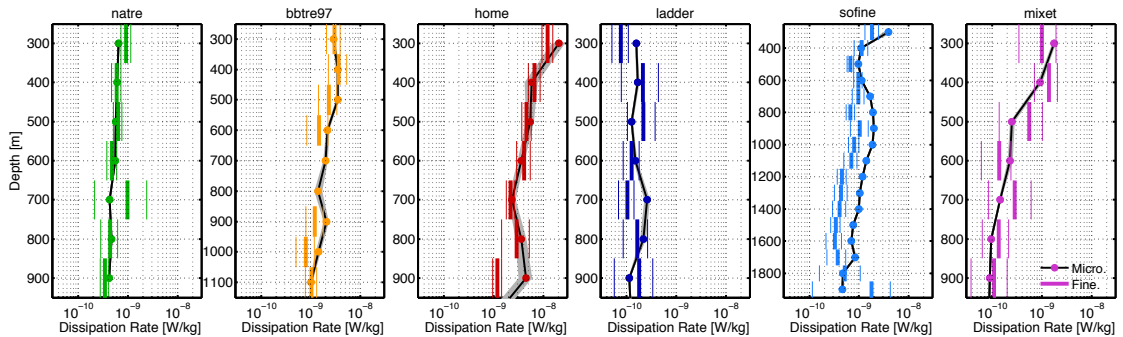 natre
bbtre97
home
ladder
sofine
mixet
Depth [m]
300
400
500
600
700
800
900
300
400
500
600
700
800
900
1000
1100
300
400
500
600
700
800
900
300
400
500
600
700
800
900
400
600
800
1000
1200
1400
1600
1800
300
400
500
600
700
800
900
Micro.
Fine.
10⁻¹⁰ 10⁻⁹ 10⁻⁸
10⁻¹⁰ 10⁻⁹ 10⁻⁸
10⁻¹⁰ 10⁻⁹ 10⁻⁸
10⁻¹⁰ 10⁻⁹ 10⁻⁸
10⁻¹⁰ 10⁻⁹ 10⁻⁸
10⁻¹⁰ 10⁻⁹ 10⁻⁸
Dissipation Rate [W/kg]
Dissipation Rate [W/kg]
Dissipation Rate [W/kg]
Dissipation Rate [W/kg]
Dissipation Rate [W/kg]
Dissipation Rate [W/kg]